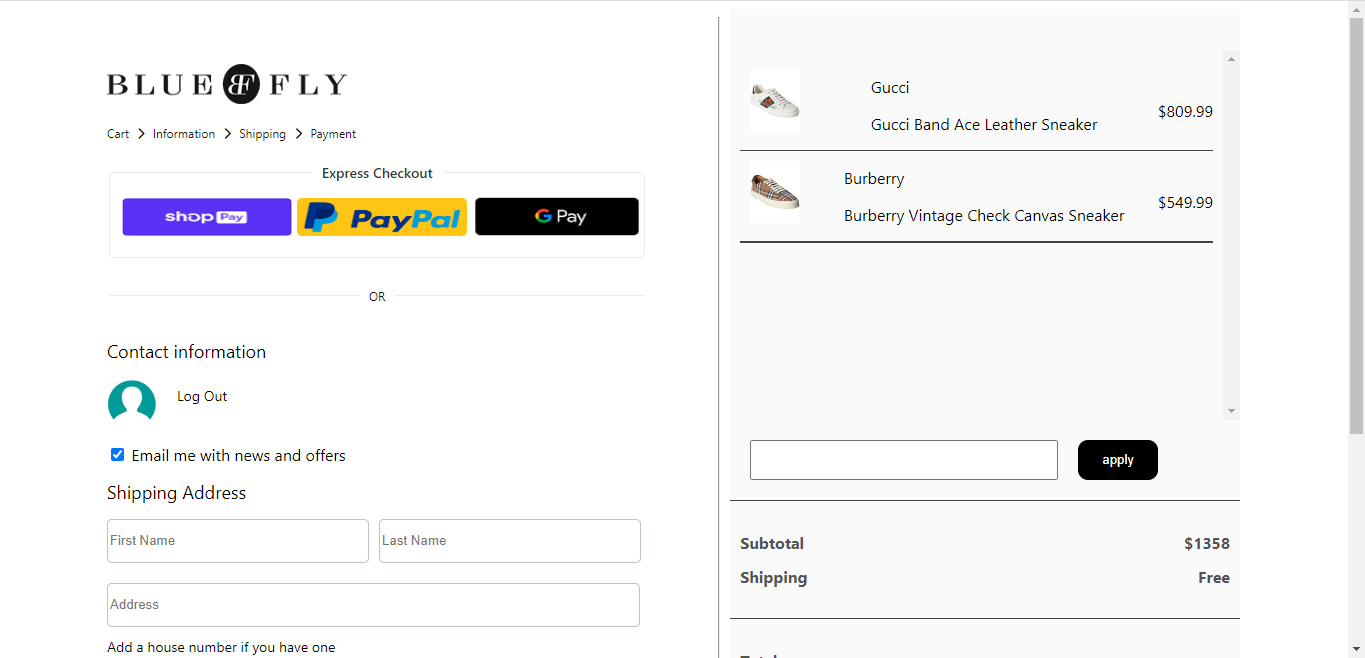 BLUE BF FLY
Cart > Information > Shipping > Payment
Express Checkout
shop Pay PayPal G Pay
OR
Contact information
Log Out
Email me with news and offers
Shipping Address
First Name Last Name
Address
Add a house number if you have one
Gucci
Gucci Band Ace Leather Sneaker $809.99
Burberry
Burberry Vintage Check Canvas Sneaker $549.99
apply
Subtotal $1358
Shipping Free